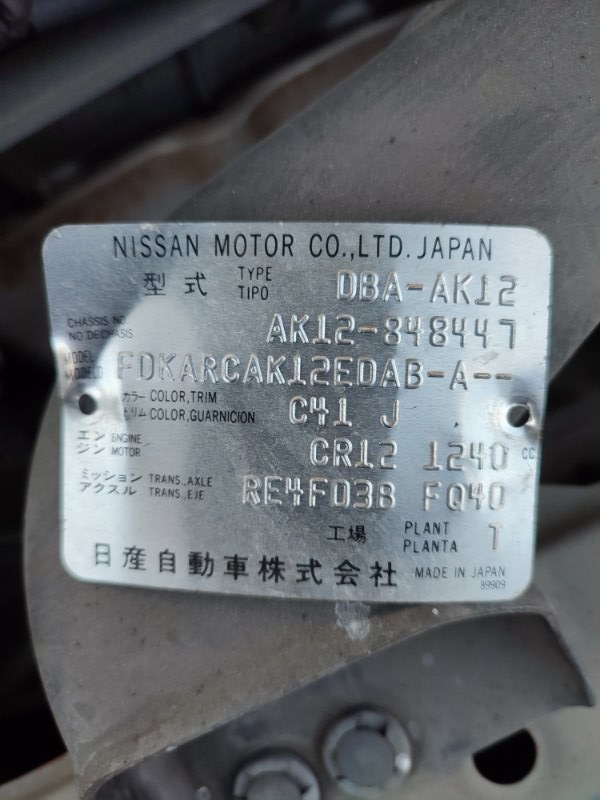 NISSAN MOTOR CO.,LTD. JAPAN
型式 TYPE TIPO DBA-AK12
CHASSIS NO. NO DECHASIS AK12-848447
MODEL MODELO FDKARCAK12EDAB-A--
カラー COLOR,TRIM C41 J
トリム COLOR,GUARNICION
エンジン ENGINE MOTOR CR12 1240 CC
ミッション TRANS.,AXLE
アクスル TRANS.,EJE RE4F03B FQ40
工場 PLANT PLANTA T
日産自動車株式会社 MADE IN JAPAN
89909